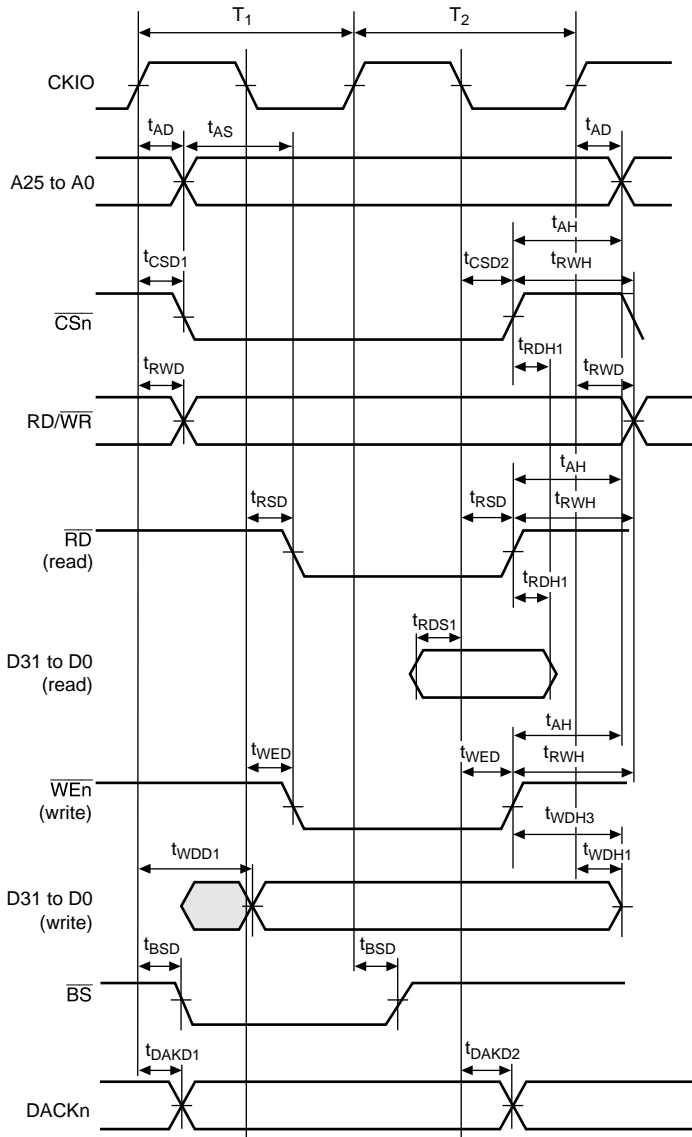 T1 T2
CKIO
tAD tAS tAD
A25 to A0
tAH
tCSD1 tCSD2 tRWH
CSn
tRDH1
tRWD tRWD
RD/WR
tAH
tRSD tRSD tRWH
RD
(read)
tRDH1
tRDS1
D31 to D0
(read)
tAH
tWED tWED tRWH
WEn
(write)
tWDH3
tWDD1 tWDH1
D31 to D0
(write)
tBSD tBSD
BS
tDAKD1 tDAKD2
DACKn